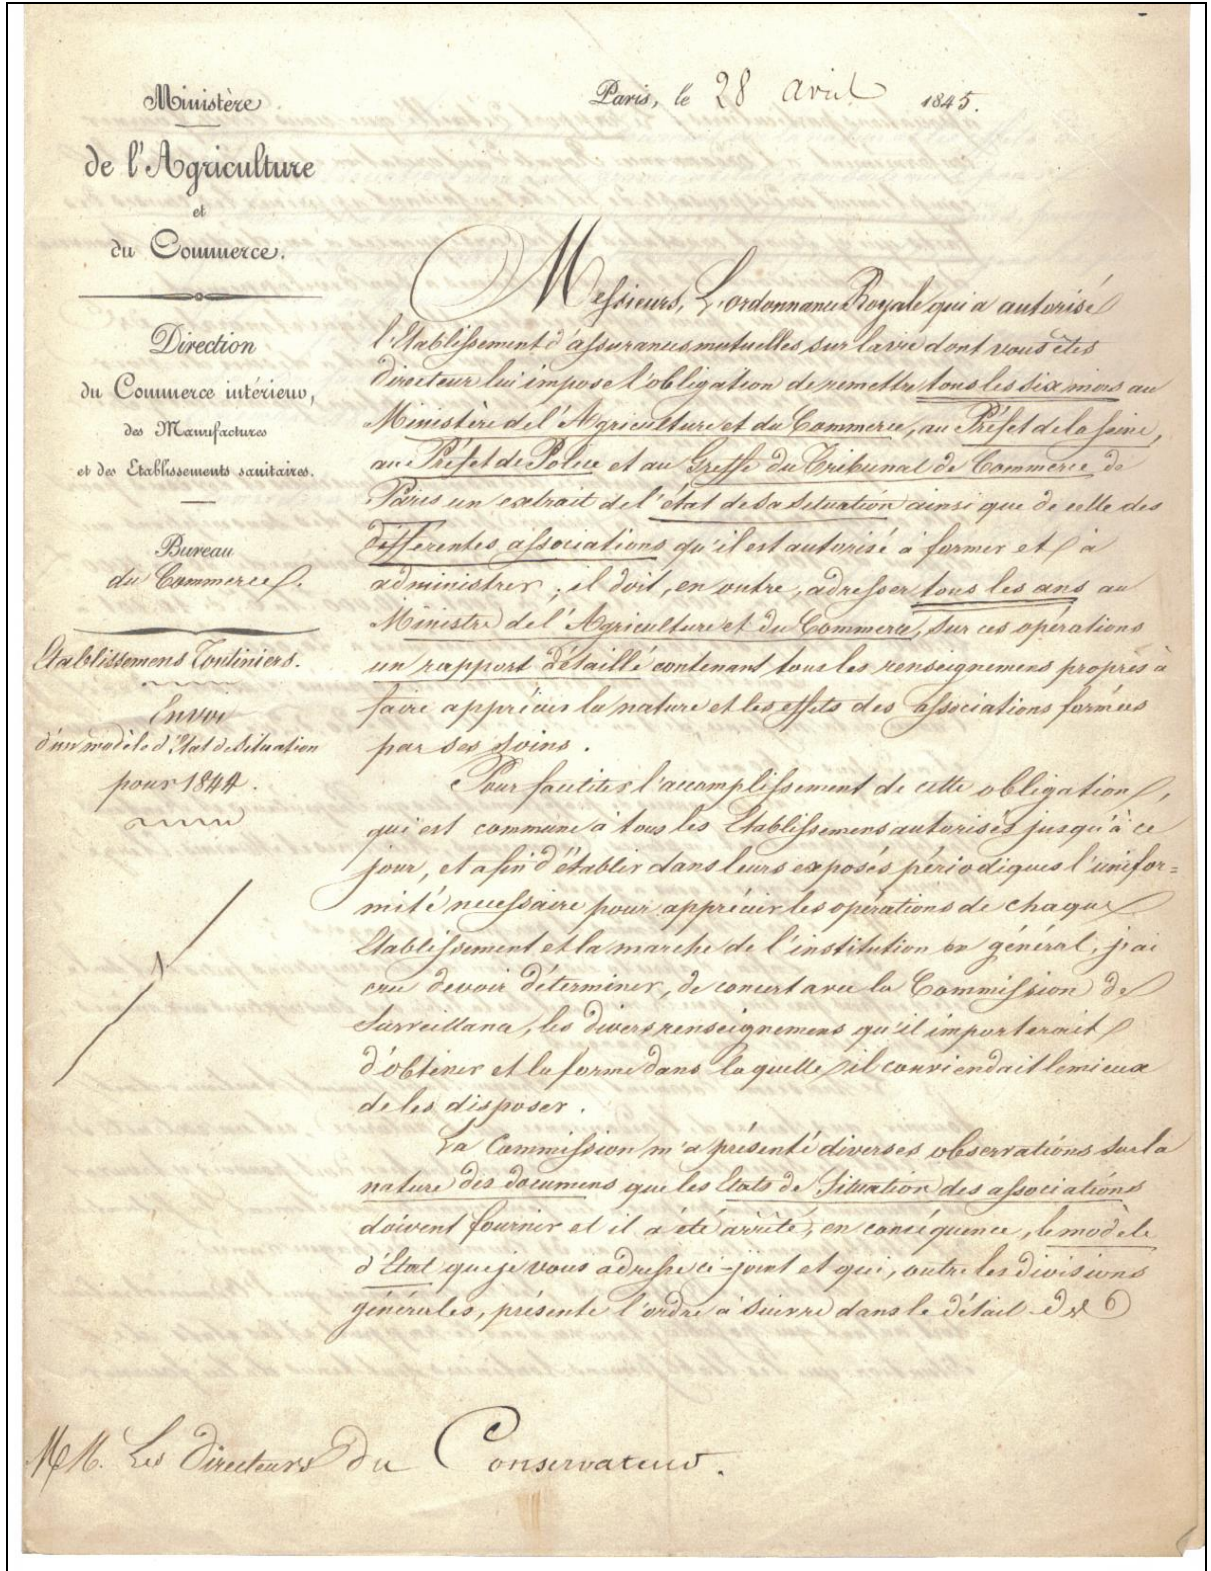 Ministère
de l'Agriculture
et
du Commerce.
Direction
du Commerce intérieur,
des Manufactures
et des Etablissements sanitaires.
Bureau
du Commerce.
Etablissemens Tontiniers.
Envoi
d'un modèle d'Etat de situation
pour 1844.
Paris, le 28 avril 1845.
Messieurs, L'ordonnance Royale qui a autorisé
l'Etablissement d'assurances mutuelles sur la vie dont vous êtes
directeur lui impose l'obligation de remettre tous les six mois au
Ministère de l'Agriculture et du Commerce, au Préfet de la Seine,
au Préfet de Police et au Greffe du Tribunal de Commerce de
Paris un extrait de l'état de sa situation ainsi que de celle des
différentes associations qu'il est autorisé à former et à
administrer ; il doit, en outre, adresser tous les ans au
Ministre de l'Agriculture et du Commerce, sur ces opérations
un rapport détaillé contenant tous les renseignemens propres à
faire apprécier la nature et les effets des associations formées
par ses soins.
Pour faciliter l'accomplissement de cette obligation,
qui est commune à tous les Etablissemens autorisés jusqu'à ce
jour, et afin d'établir dans leurs exposés périodiques l'unifor=
mité nécessaire pour apprécier les opérations de chaque
Etablissement et la marche de l'institution en général, j'ai
cru devoir déterminer, de concert avec la Commission de
Surveillance, les divers renseignemens qu'il importerait
d'obtenir et la forme dans laquelle il conviendrait le mieux
de les disposer.
La Commission m'a présenté diverses observations sur la
nature des documens que les Etats de Situation des associations
doivent fournir et il a été arrêté, en conséquence, le modèle
d'Etat que je vous adresse ci-joint et qui, outre les divisions
générales, présente l'ordre à suivre dans le détail des
MM. Les Directeurs du Conservateur.